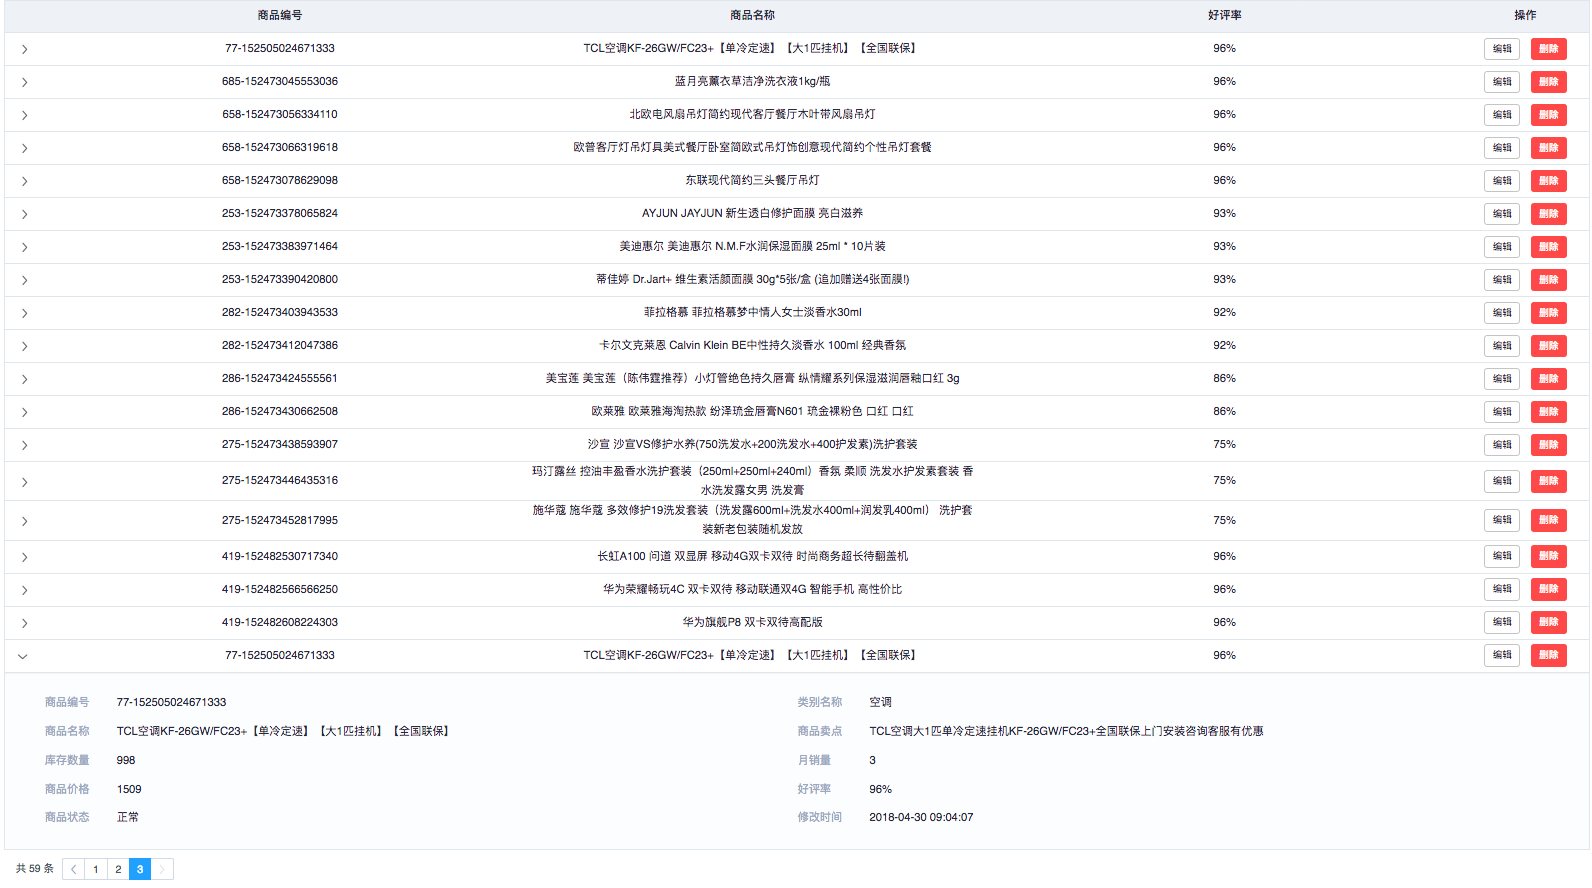 商品编号 商品名称 好评率 操作
77-152505024671333 TCL空调KF-26GW/FC23+【单冷定速】【大1匹挂机】【全国联保】 96% 编辑 删除
685-152473045553036 蓝月亮薰衣草洁净洗衣液1kg/瓶 96% 编辑 删除
658-152473056334110 北欧电风扇吊灯简约现代客厅餐厅木叶带风扇吊灯 96% 编辑 删除
658-152473066319618 欧普客厅灯吊灯具美式餐厅卧室简欧式吊灯饰创意现代简约个性吊灯套餐 96% 编辑 删除
658-152473078629098 东联现代简约三头餐厅吊灯 96% 编辑 删除
253-152473378065824 AYJUN JAYJUN 新生透白修护面膜 亮白滋养 93% 编辑 删除
253-152473383971464 美迪惠尔 美迪惠尔 N.M.F水润保湿面膜 25ml * 10片装 93% 编辑 删除
253-152473390420800 蒂佳婷 Dr.Jart+ 维生素活颜面膜 30g*5张/盒 (追加赠送4张面膜!) 93% 编辑 删除
282-152473403943533 菲拉格慕 菲拉格慕梦中情人女士淡香水30ml 92% 编辑 删除
282-152473412047386 卡尔文克莱恩 Calvin Klein BE中性持久淡香水 100ml 经典香氛 92% 编辑 删除
286-152473424555561 美宝莲 美宝莲（陈伟霆推荐）小灯管绝色持久唇膏 纵情耀系列保湿滋润唇釉口红 3g 86% 编辑 删除
286-152473430662508 欧莱雅 欧莱雅海淘热款 纷泽琉金唇膏N601 琉金裸粉色 口红 口红 86% 编辑 删除
275-152473438593907 沙宣 沙宣VS修护水养(750洗发水+200洗发水+400护发素)洗护套装 75% 编辑 删除
275-152473446435316 玛汀露丝 控油丰盈香水洗护套装（250ml+250ml+240ml）香氛 柔顺 洗发水护发素套装 香 75% 编辑 删除
水洗发露女男 洗发膏
275-152473452817995 施华蔻 施华蔻 多效修护19洗发套装（洗发露600ml+洗发水400ml+润发乳400ml） 洗护套 75% 编辑 删除
装新老包装随机发放
419-152482530717340 长虹A100 问道 双显屏 移动4G双卡双待 时尚商务超长待翻盖机 96% 编辑 删除
419-152482566566250 华为荣耀畅玩4C 双卡双待 移动联通双4G 智能手机 高性价比 96% 编辑 删除
419-152482608224303 华为旗舰P8 双卡双待高配版 96% 编辑 删除
77-152505024671333 TCL空调KF-26GW/FC23+【单冷定速】【大1匹挂机】【全国联保】 96% 编辑 删除
商品编号 77-152505024671333 类别名称 空调
商品名称 TCL空调KF-26GW/FC23+【单冷定速】【大1匹挂机】【全国联保】 商品卖点 TCL空调大1匹单冷定速挂机KF-26GW/FC23+全国联保上门安装咨询客服有优惠
库存数量 998 月销量 3
商品价格 1509 好评率 96%
商品状态 正常 修改时间 2018-04-30 09:04:07
共 59 条 1 2 3